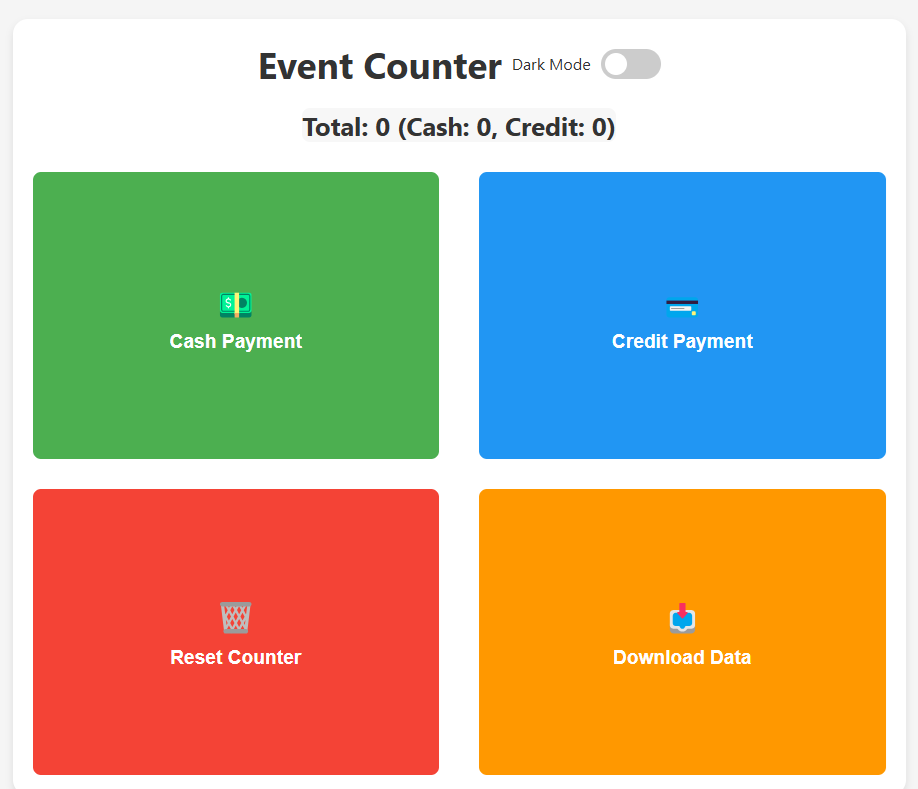 Event Counter Dark Mode
Total: 0 (Cash: 0, Credit: 0)
Cash Payment
Credit Payment
Reset Counter
Download Data